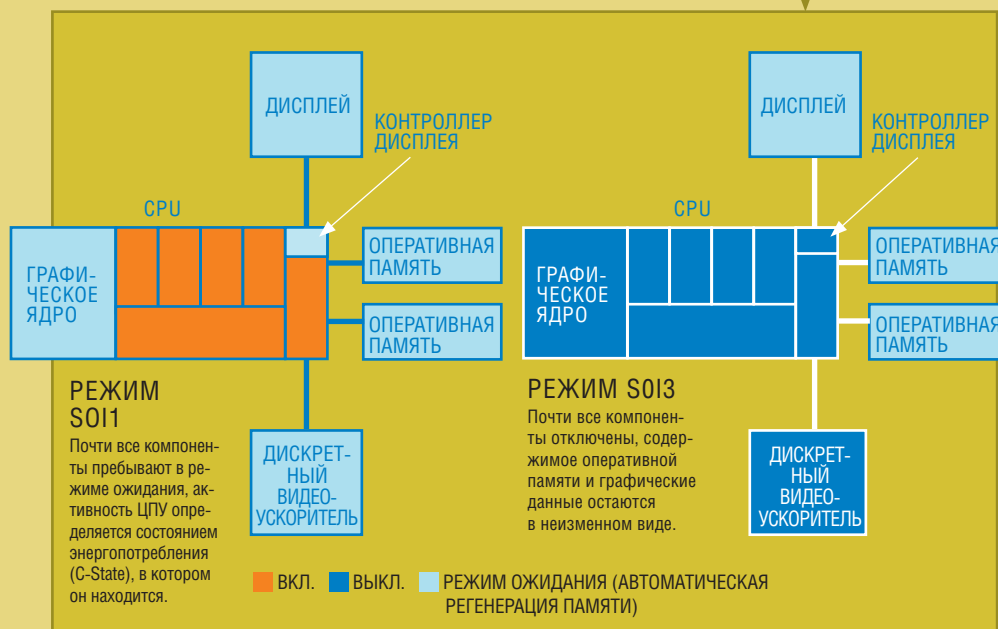 ДИСПЛЕЙ
КОНТРОЛЛЕР
ДИСПЛЕЯ
CPU
ГРАФИ-
ЧЕСКОЕ
ЯДРО
ОПЕРАТИВНАЯ
ПАМЯТЬ
ОПЕРАТИВНАЯ
ПАМЯТЬ
РЕЖИМ
S0I1
Почти все компонен-
ты пребывают в ре-
жиме ожидания, ак-
тивность ЦПУ опре-
деляется состоянием
энергопотребления
(C-State), в котором
он находится.
ДИСКРЕТ-
НЫЙ
ВИДЕО-
УСКОРИТЕЛЬ
ДИСПЛЕЙ
КОНТРОЛЛЕР
ДИСПЛЕЯ
CPU
ГРАФИ-
ЧЕСКОЕ
ЯДРО
ОПЕРАТИВНАЯ
ПАМЯТЬ
ОПЕРАТИВНАЯ
ПАМЯТЬ
РЕЖИМ S0I3
Почти все компонен-
ты отключены, содер-
жимое оперативной
памяти и графические
данные остаются
в неизменном виде.
ДИСКРЕТ-
НЫЙ
ВИДЕО-
УСКОРИТЕЛЬ
ВКЛ. ВЫКЛ. РЕЖИМ ОЖИДАНИЯ (АВТОМАТИЧЕСКАЯ
РЕГЕНЕРАЦИЯ ПАМЯТИ)